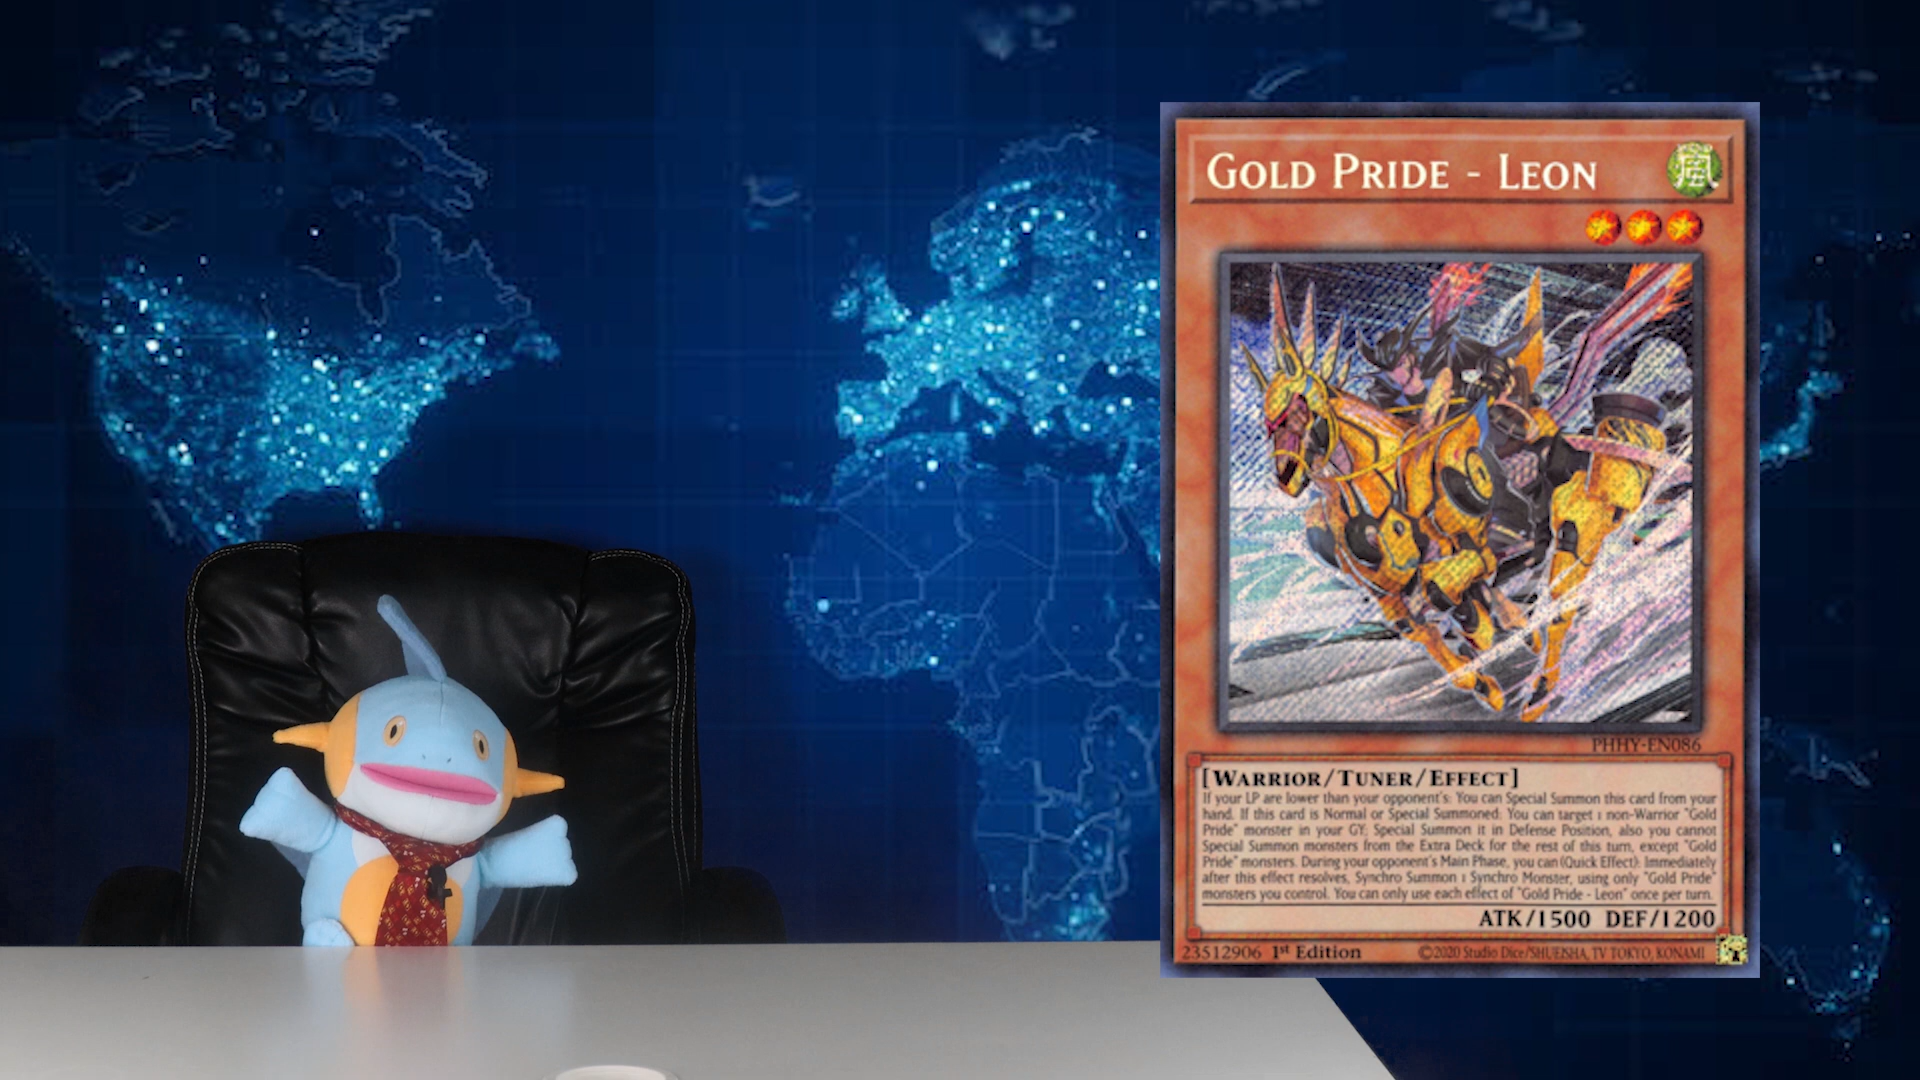 GOLD PRIDE - LEON
風
PHHY-EN086
[WARRIOR/TUNER/EFFECT]
If your LP are lower than your opponent's: You can Special Summon this card from your
hand. If this card is Normal or Special Summoned: You can target 1 non-Warrior "Gold
Pride" monster in your GY; Special Summon it in Defense Position, also you cannot
Special Summon monsters from the Extra Deck for the rest of this turn, except "Gold
Pride" monsters. During your opponent's Main Phase, you can (Quick Effect): Immediately
after this effect resolves, Synchro Summon 1 Synchro Monster, using only "Gold Pride"
monsters you control. You can only use each effect of "Gold Pride - Leon" once per turn.
ATK/1500 DEF/1200
23512906 1st Edition ©2020 Studio Dice/SHUEISHA, TV TOKYO, KONAMI